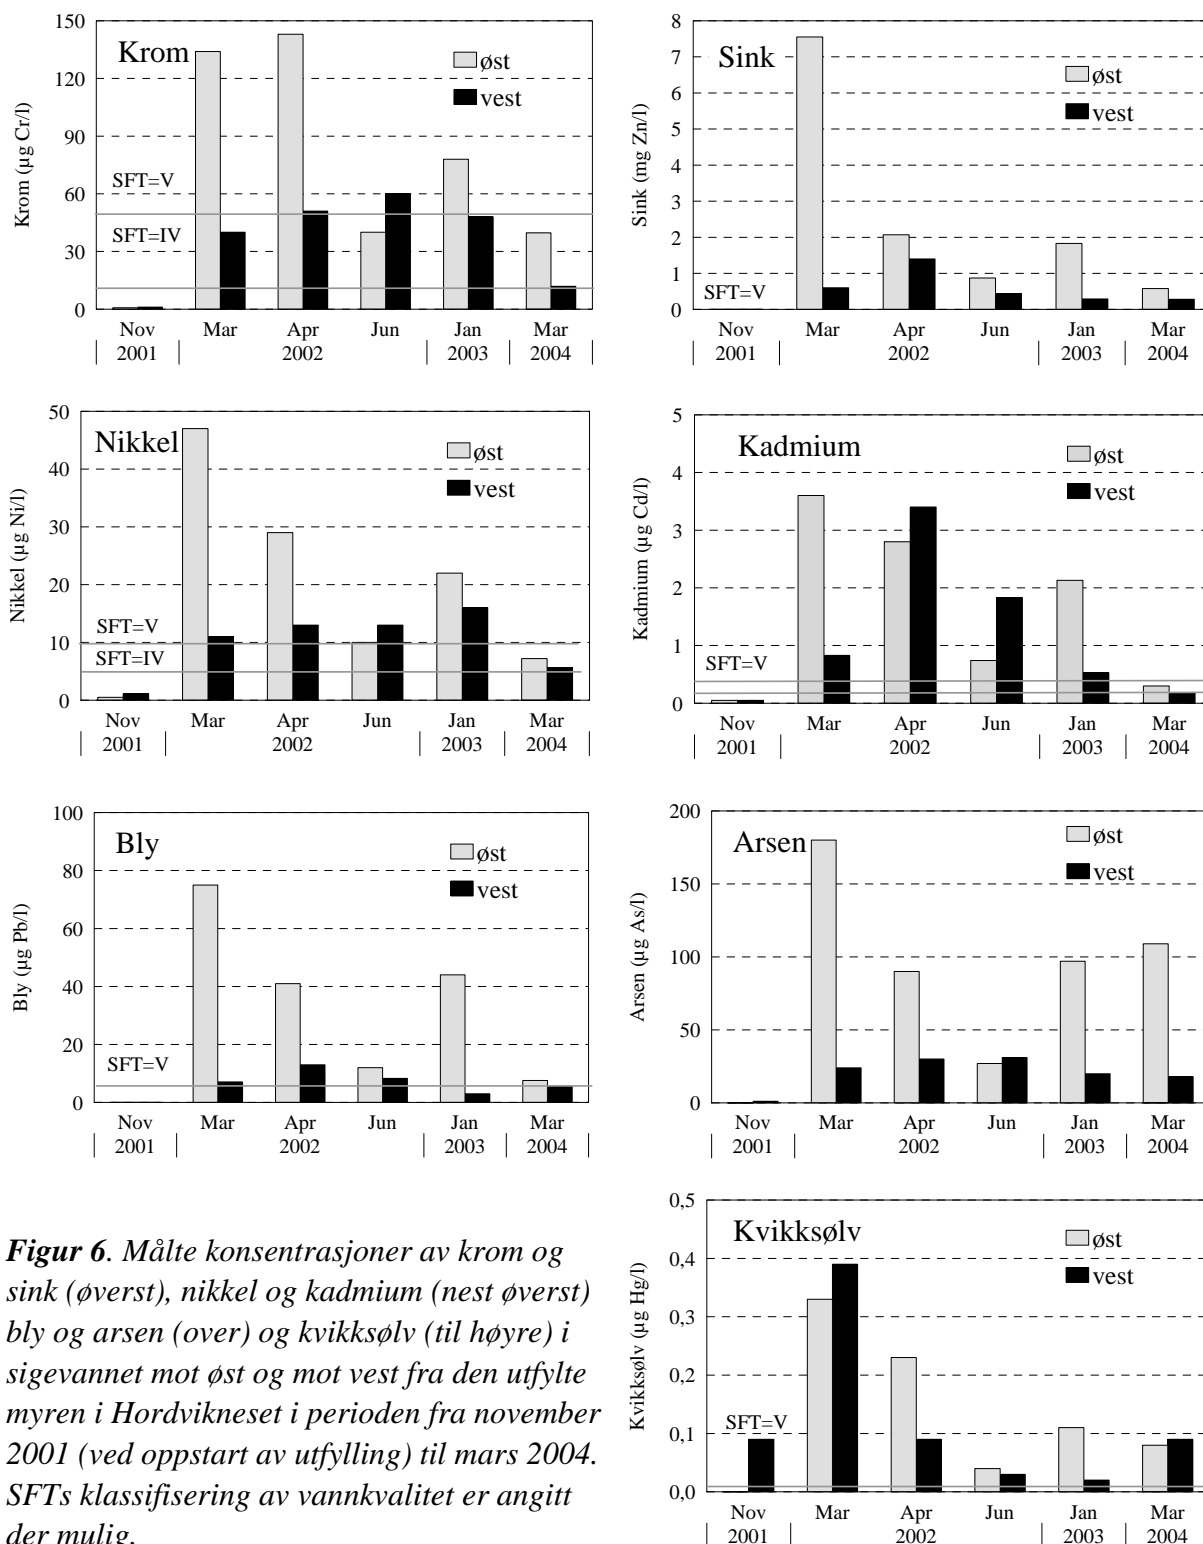 Krom
øst
vest
Krom (µg Cr/l)
150
120
90
60
30
0
SFT=V
SFT=IV
Nov Mar Apr Jun Jan Mar
2001 2002 2003 2004
Sink
øst
vest
Sink (mg Zn/l)
8
7
6
5
4
3
2
1
0
SFT=V
Nov Mar Apr Jun Jan Mar
2001 2002 2003 2004
Nikkel
øst
vest
Nikkel (µg Ni/l)
50
40
30
20
10
0
SFT=V
SFT=IV
Nov Mar Apr Jun Jan Mar
2001 2002 2003 2004
Kadmium
øst
vest
Kadmium (µg Cd/l)
5
4
3
2
1
0
SFT=V
Nov Mar Apr Jun Jan Mar
2001 2002 2003 2004
Bly
øst
vest
Bly (µg Pb/l)
100
80
60
40
20
0
SFT=V
Nov Mar Apr Jun Jan Mar
2001 2002 2003 2004
Arsen
øst
vest
Arsen (µg As/l)
200
150
100
50
0
Nov Mar Apr Jun Jan Mar
2001 2002 2003 2004
Kvikksølv
øst
vest
Kvikksølv (µg Hg/l)
0,5
0,4
0,3
0,2
0,1
0,0
SFT=V
Nov Mar Apr Jun Jan Mar
2001 2002 2003 2004
Figur 6. Målte konsentrasjoner av krom og
sink (øverst), nikkel og kadmium (nest øverst)
bly og arsen (over) og kvikksølv (til høyre) i
sigevannet mot øst og mot vest fra den utfylte
myren i Hordvikneset i perioden fra november
2001 (ved oppstart av utfylling) til mars 2004.
SFTs klassifisering av vannkvalitet er angitt
der mulig.